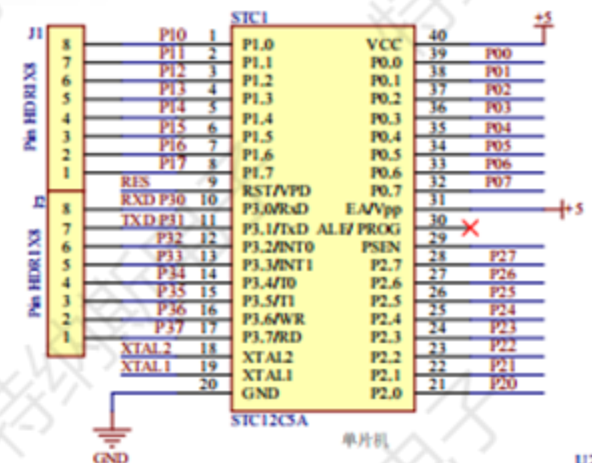 STC1
+5
J1
Pin HDR1X8
8
7
6
5
4
3
2
1
J2
Pin HDR1X8
8
7
6
5
4
3
2
1
P10 1 P1.0 VCC 40
P11 2 P1.1 P0.0 39 P00
P12 3 P1.2 P0.1 38 P01
P13 4 P1.3 P0.2 37 P02
P14 5 P1.4 P0.3 36 P03
P15 6 P1.5 P0.4 35 P04
P16 7 P1.6 P0.5 34 P05
P17 8 P1.7 P0.6 33 P06
RES 9 RST/VPD P0.7 32 P07
RXD P30 10 P3.0/RxD EA/Vpp 31 +5
TXD P31 11 P3.1/TxD ALE/PROG 30
P32 12 P3.2/INT0 PSEN 29
P33 13 P3.3/INT1 P2.7 28 P27
P34 14 P3.4/T0 P2.6 27 P26
P35 15 P3.5/T1 P2.5 26 P25
P36 16 P3.6/WR P2.4 25 P24
P37 17 P3.7/RD P2.3 24 P23
XTAL2 18 XTAL2 P2.2 23 P22
XTAL1 19 XTAL1 P2.1 22 P21
20 GND P2.0 21 P20
STC12C5A
单片机
GND